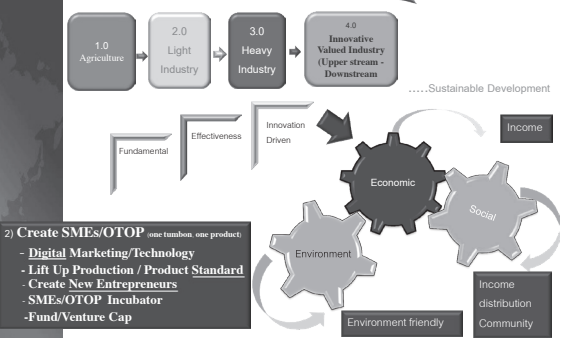 1.0
Agriculture
2.0
Light
Industry
3.0
Heavy
Industry
4.0
Innovative
Valued Industry
(Upper stream -
Downstream
.....Sustainable Development
Fundamental
Effectiveness
Innovation
Driven
Income
Economic
Social
Environment
2) Create SMEs/OTOP (one tumbon, one product)
- Digital Marketing/Technology
- Lift Up Production / Product Standard
- Create New Entrepreneurs
- SMEs/OTOP Incubator
-Fund/Venture Cap
Income
distribution
Community
Environment friendly